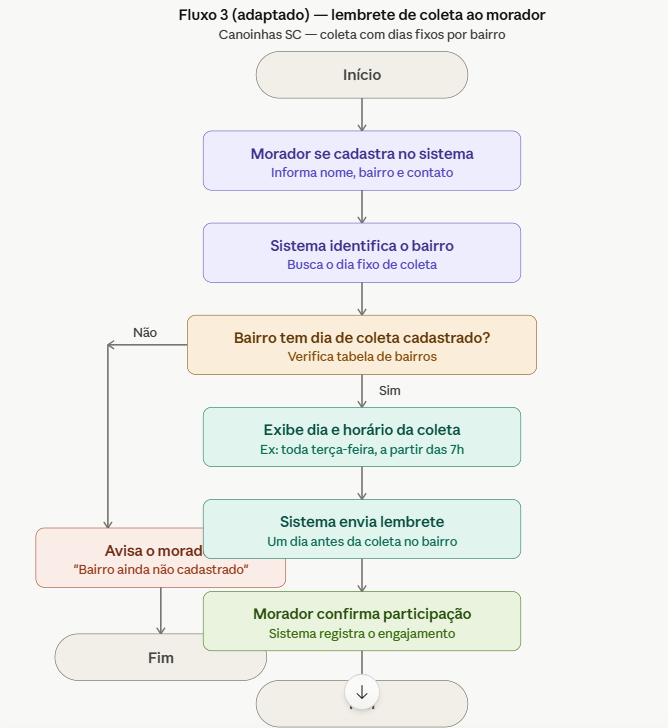 Fluxo 3 (adaptado) — lembrete de coleta ao morador
Canoinhas SC — coleta com dias fixos por bairro
Início
Morador se cadastra no sistema
Informa nome, bairro e contato
Sistema identifica o bairro
Busca o dia fixo de coleta
Bairro tem dia de coleta cadastrado?
Verifica tabela de bairros
Não
Sim
Exibe dia e horário da coleta
Ex: toda terça-feira, a partir das 7h
Sistema envia lembrete
Um dia antes da coleta no bairro
Avisa o morad
"Bairro ainda não cadastrado"
Morador confirma participação
Sistema registra o engajamento
Fim